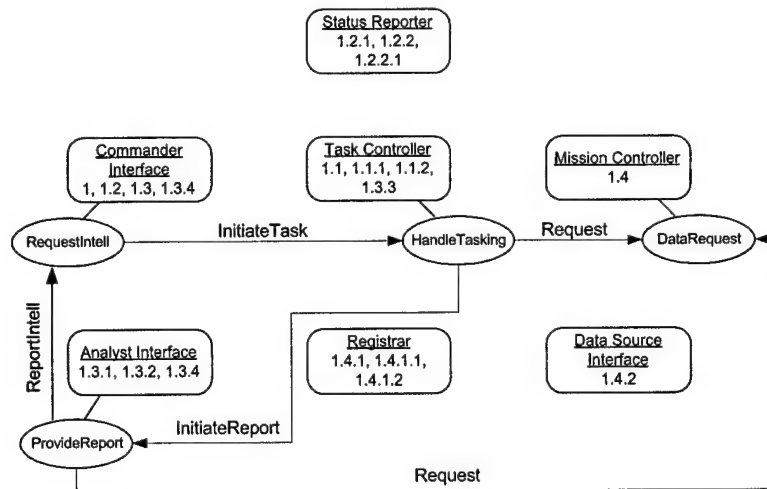 Status Reporter
1.2.1, 1.2.2,
1.2.2.1
Commander
Interface
1, 1.2, 1.3, 1.3.4
Task Controller
1.1, 1.1.1, 1.1.2,
1.3.3
Mission Controller
1.4
RequestIntell
InitiateTask
HandleTasking
Request
DataRequest
ReportIntell
Analyst Interface
1.3.1, 1.3.2, 1.3.4
Registrar
1.4.1, 1.4.1.1,
1.4.1.2
Data Source
Interface
1.4.2
ProvideReport
InitiateReport
Request